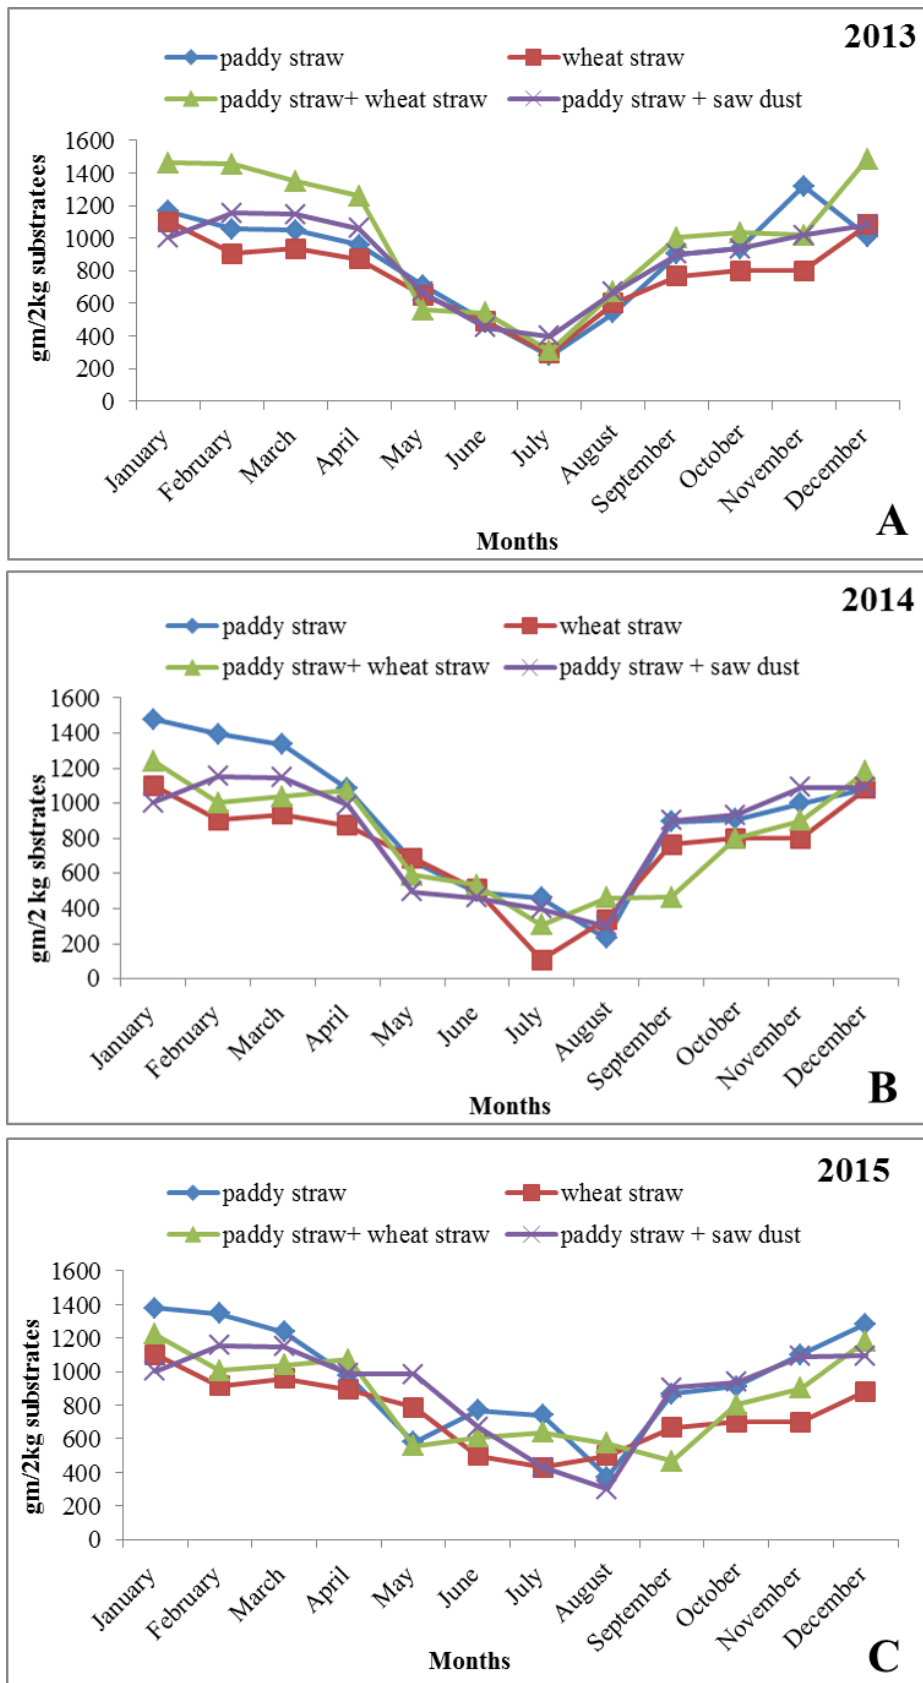 2013
paddy straw
wheat straw
paddy straw+ wheat straw
paddy straw + saw dust
gm/2kg substratees
1600
1400
1200
1000
800
600
400
200
0
January
February
March
April
May
June
July
August
September
October
November
December
Months
A
2014
paddy straw
wheat straw
paddy straw+ wheat straw
paddy straw + saw dust
gm/2 kg sbstrates
1600
1400
1200
1000
800
600
400
200
0
January
February
March
April
May
June
July
August
September
October
November
December
Months
B
2015
paddy straw
wheat straw
paddy straw+ wheat straw
paddy straw + saw dust
gm/2kg substrates
1600
1400
1200
1000
800
600
400
200
0
January
February
March
April
May
June
July
August
September
October
November
December
Months
C